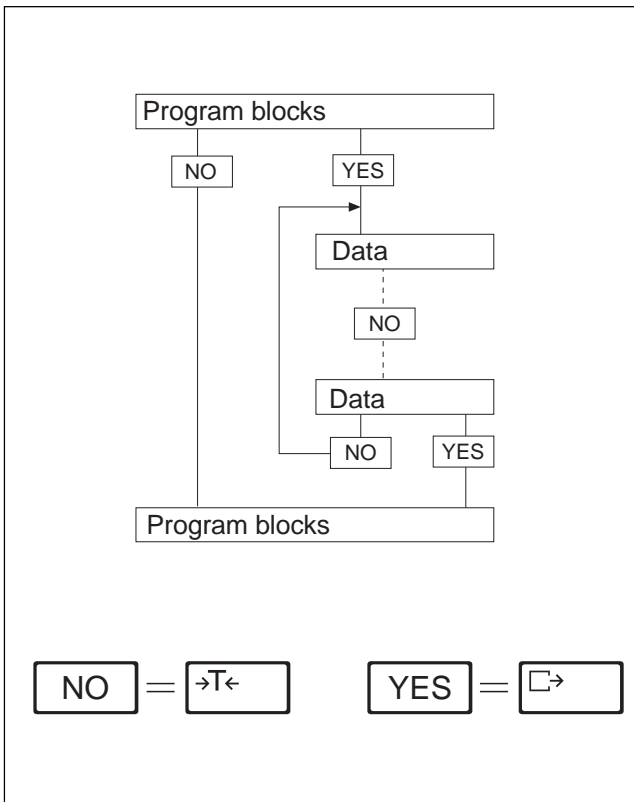 Program blocks
NO YES
Data
NO
Data
NO YES
Program blocks
NO = →T← YES = →